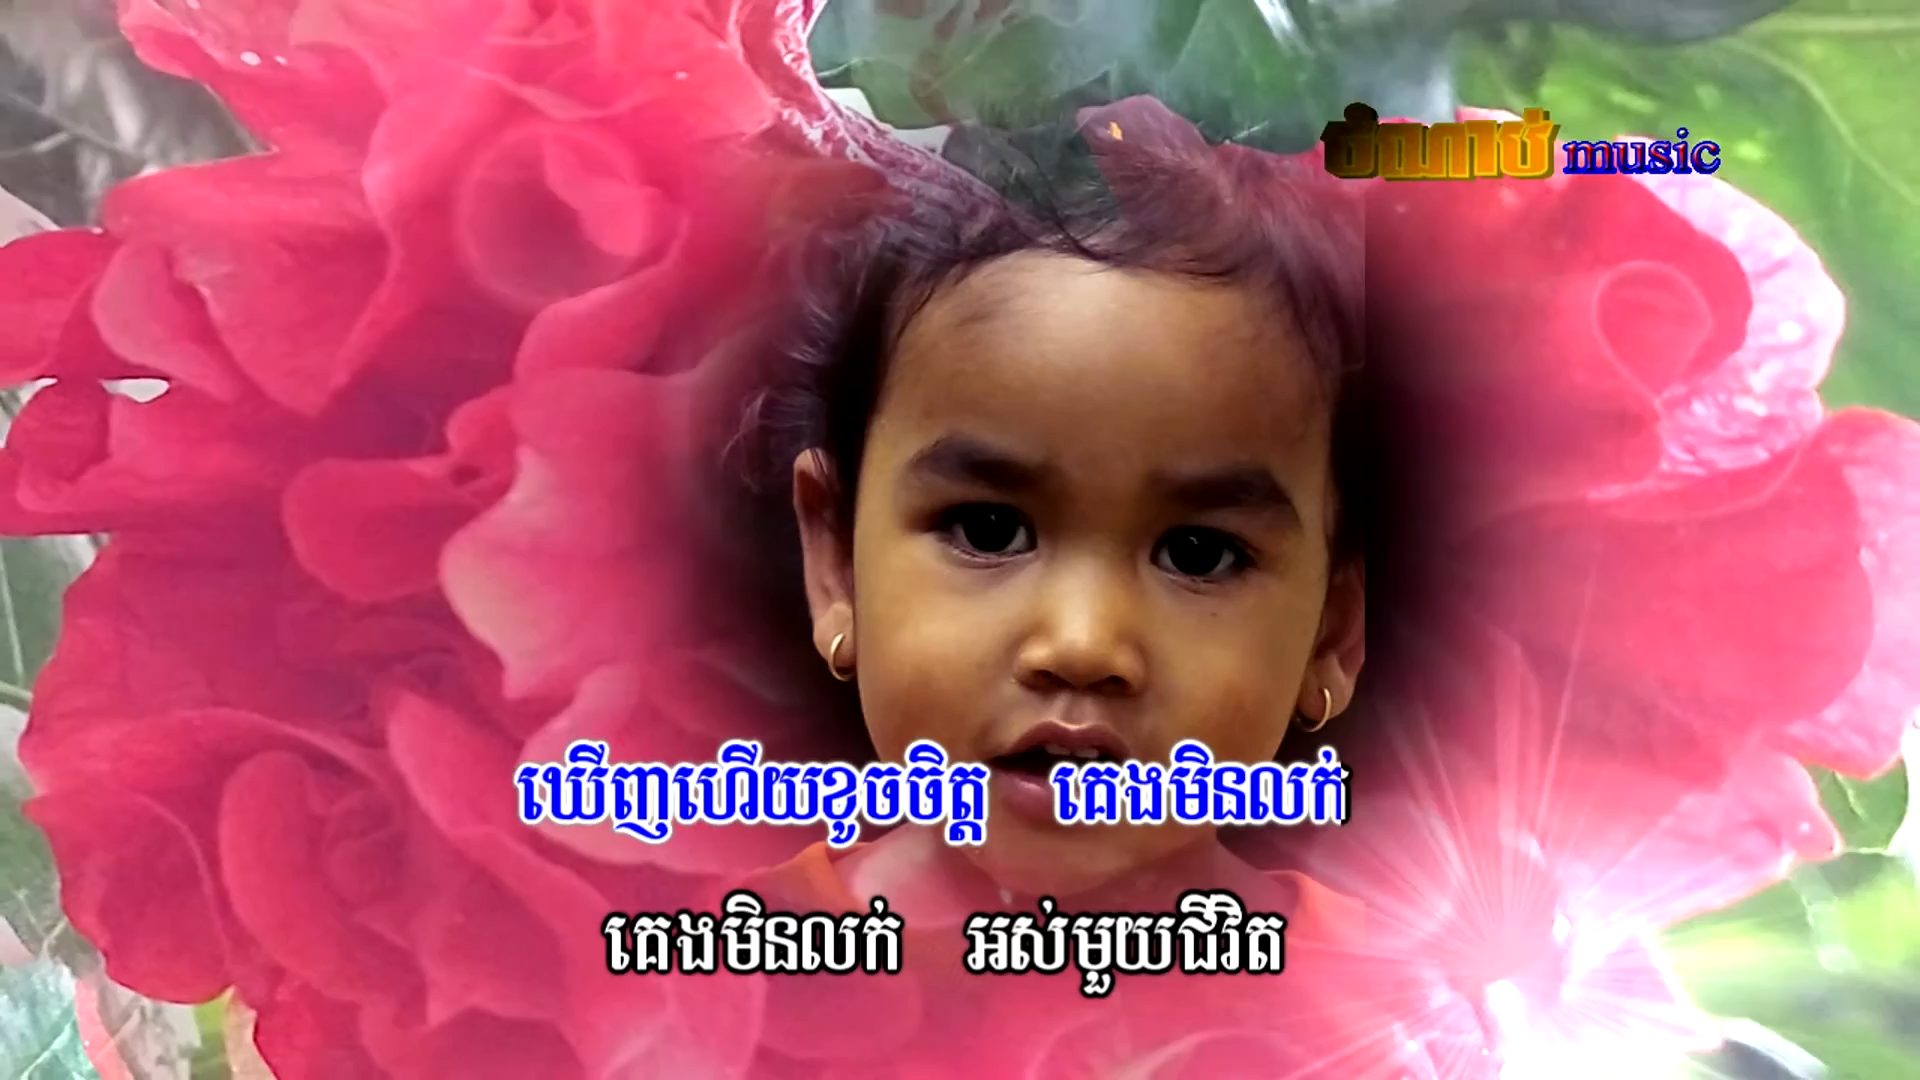 ចំណាប់ music
ឃើញហើយខូចចិត្ត គេងមិនលក់
គេងមិនលក់ អស់មួយជីវិត